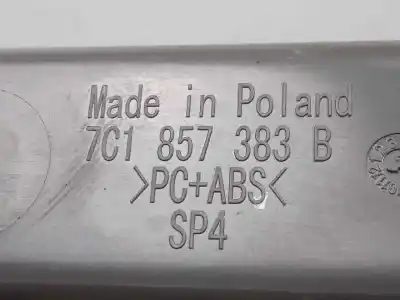 Made in Poland
7C1 857 383 B
>PC+ABS<
SP4